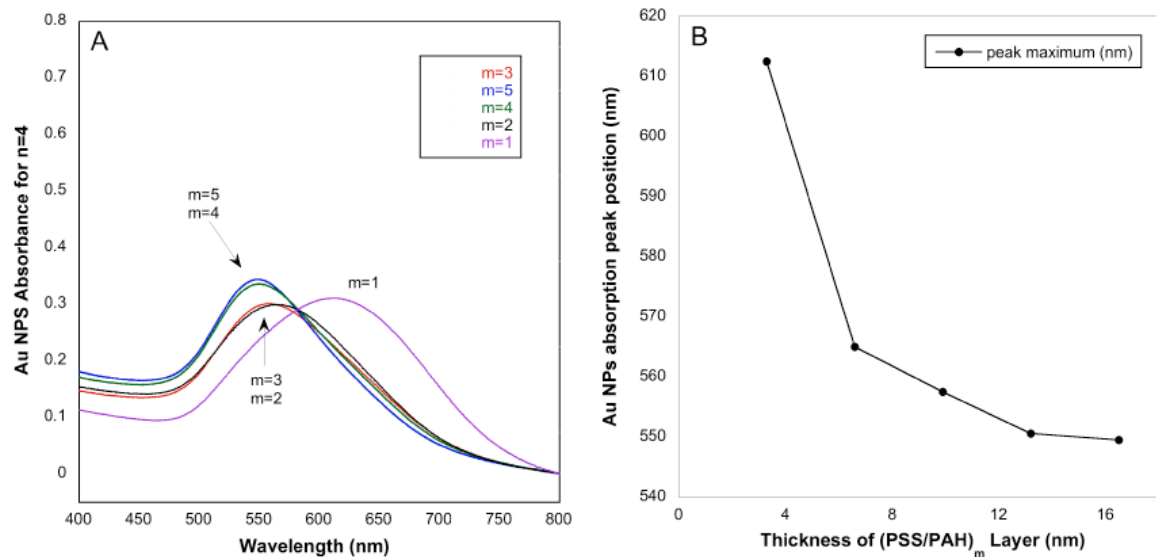 A
Au NPS Absorbance for n=4
0.8
0.7
0.6
0.5
0.4
0.3
0.2
0.1
0
m=3
m=5
m=4
m=2
m=1
m=5
m=4
m=1
m=3
m=2
400
450
500
550
600
650
700
750
800
Wavelength (nm)
B
Au NPs absorption peak position (nm)
620
610
600
590
580
570
560
550
540
peak maximum (nm)
0
4
8
12
16
Thickness of (PSS/PAH)m Layer (nm)